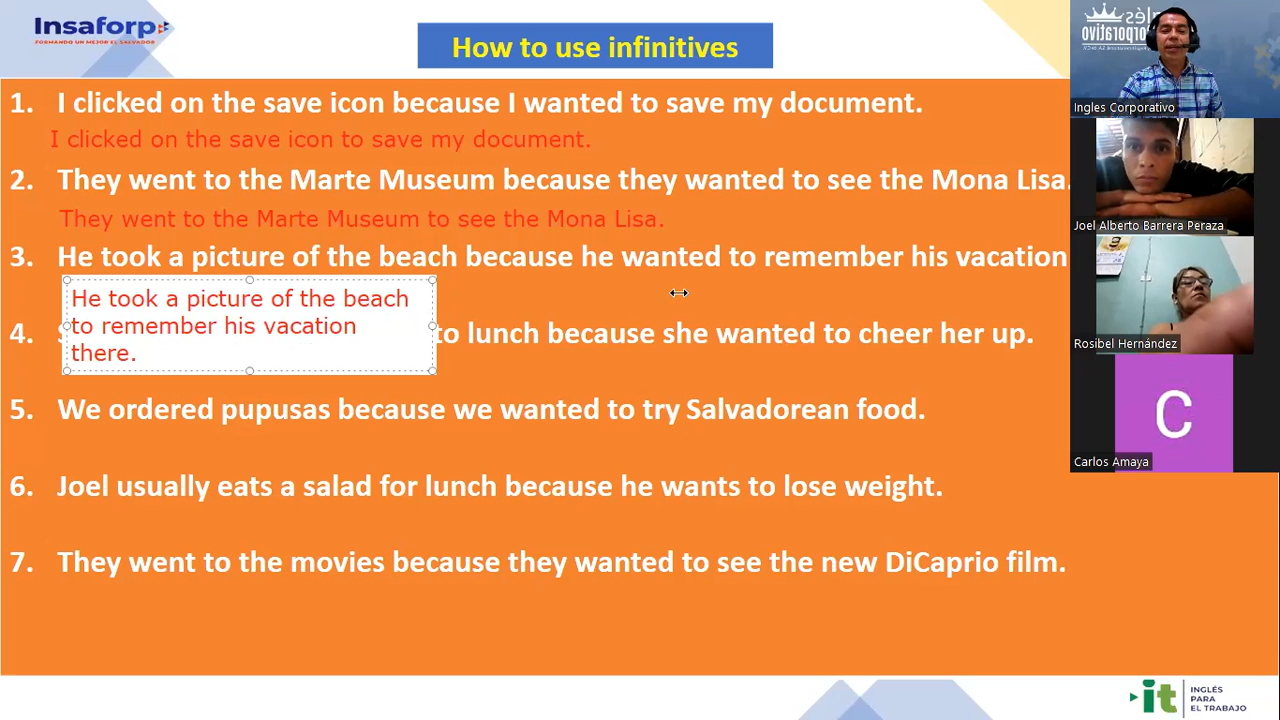 Insaforp
FORMANDO UN MEJOR EL SALVADOR
How to use infinitives
1. I clicked on the save icon because I wanted to save my document.
I clicked on the save icon to save my document.
2. They went to the Marte Museum because they wanted to see the Mona Lisa.
They went to the Marte Museum to see the Mona Lisa.
3. He took a picture of the beach because he wanted to remember his vacation
He took a picture of the beach
to remember his vacation
there.
4. to lunch because she wanted to cheer her up.
5. We ordered pupusas because we wanted to try Salvadorean food.
6. Joel usually eats a salad for lunch because he wants to lose weight.
7. They went to the movies because they wanted to see the new DiCaprio film.
Ingles Corporativo
Joel Alberto Barrera Peraza
Rosibel Hernández
C
Carlos Amaya
it
INGLÉS
PARA
EL TRABAJO